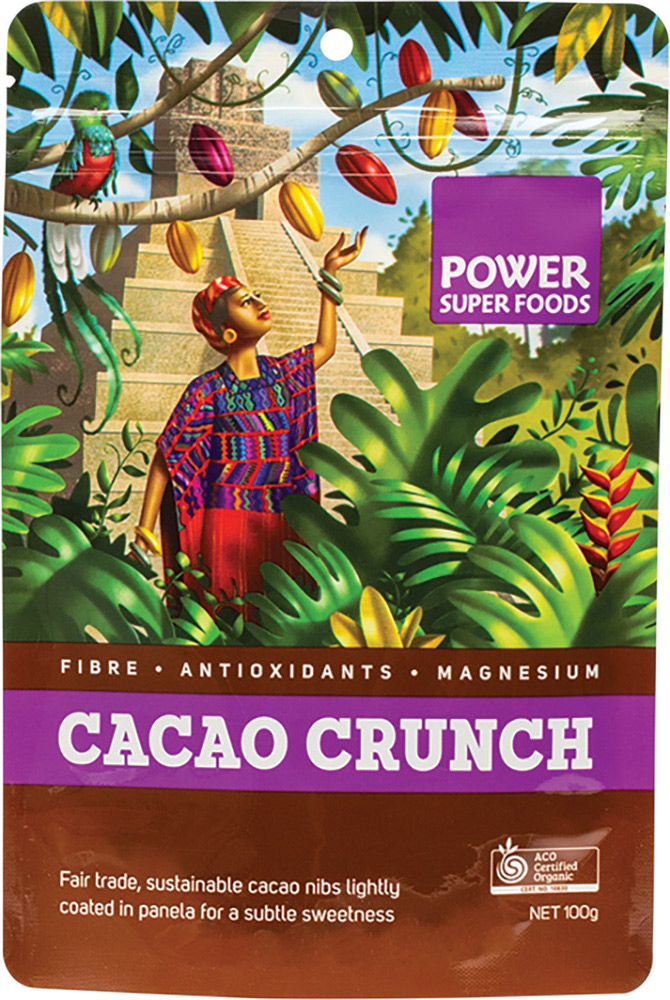 POWER
SUPER FOODS
FIBRE • ANTIOXIDANTS • MAGNESIUM
CACAO CRUNCH
Fair trade, sustainable cacao nibs lightly
coated in panela for a subtle sweetness
ACO
Certified
Organic
CERT. NO. 10630
NET 100g